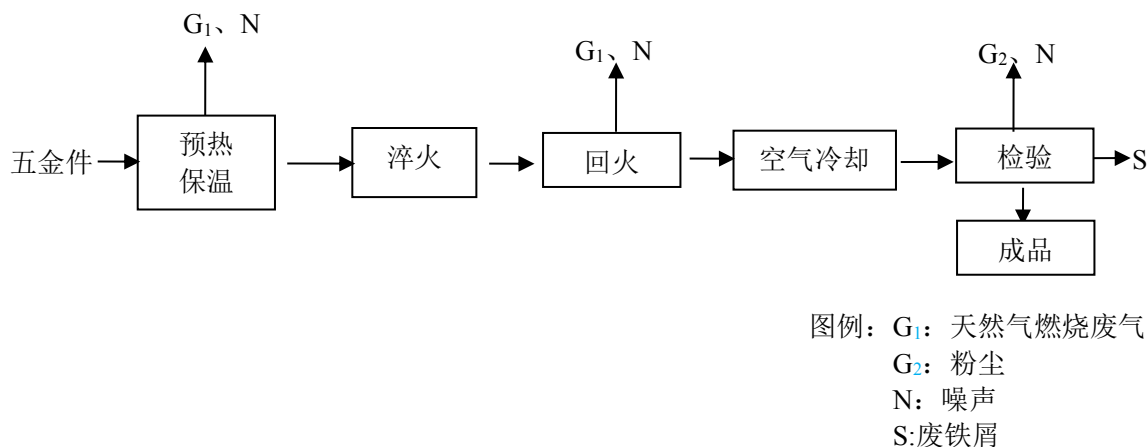 G₁、N
G₁、N
G₂、N
五金件
预热
保温
淬火
回火
空气冷却
检验
S
成品
图例：G₁：天然气燃烧废气
G₂：粉尘
N：噪声
S:废铁屑